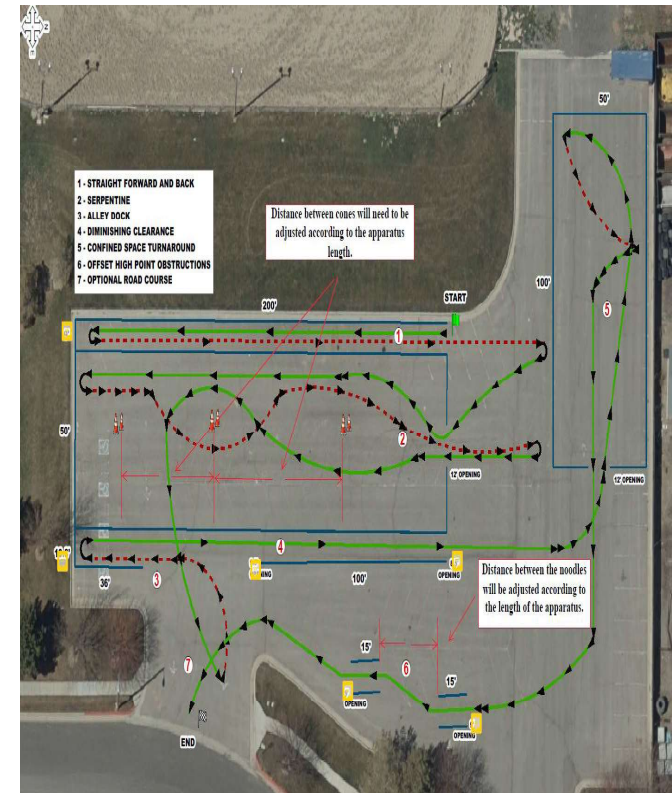 N
E
50'
1 - STRAIGHT FORWARD AND BACK
2 - SERPENTINE
3 - ALLEY DOCK
4 - DIMINISHING CLEARANCE
5 - CONFINED SPACE TURNAROUND
6 - OFFSET HIGH POINT OBSTRUCTIONS
7 - OPTIONAL ROAD COURSE
Distance between cones will need to be
adjusted according to the apparatus
length.
100'
200'
START
5
1
50'
2
12' OPENING
12' OPENING
4
3
36'
100'
OPENING
Distance between the noodles
will be adjusted according to
the length of the apparatus.
15'
7
6
15'
OPENING
OPENING
END